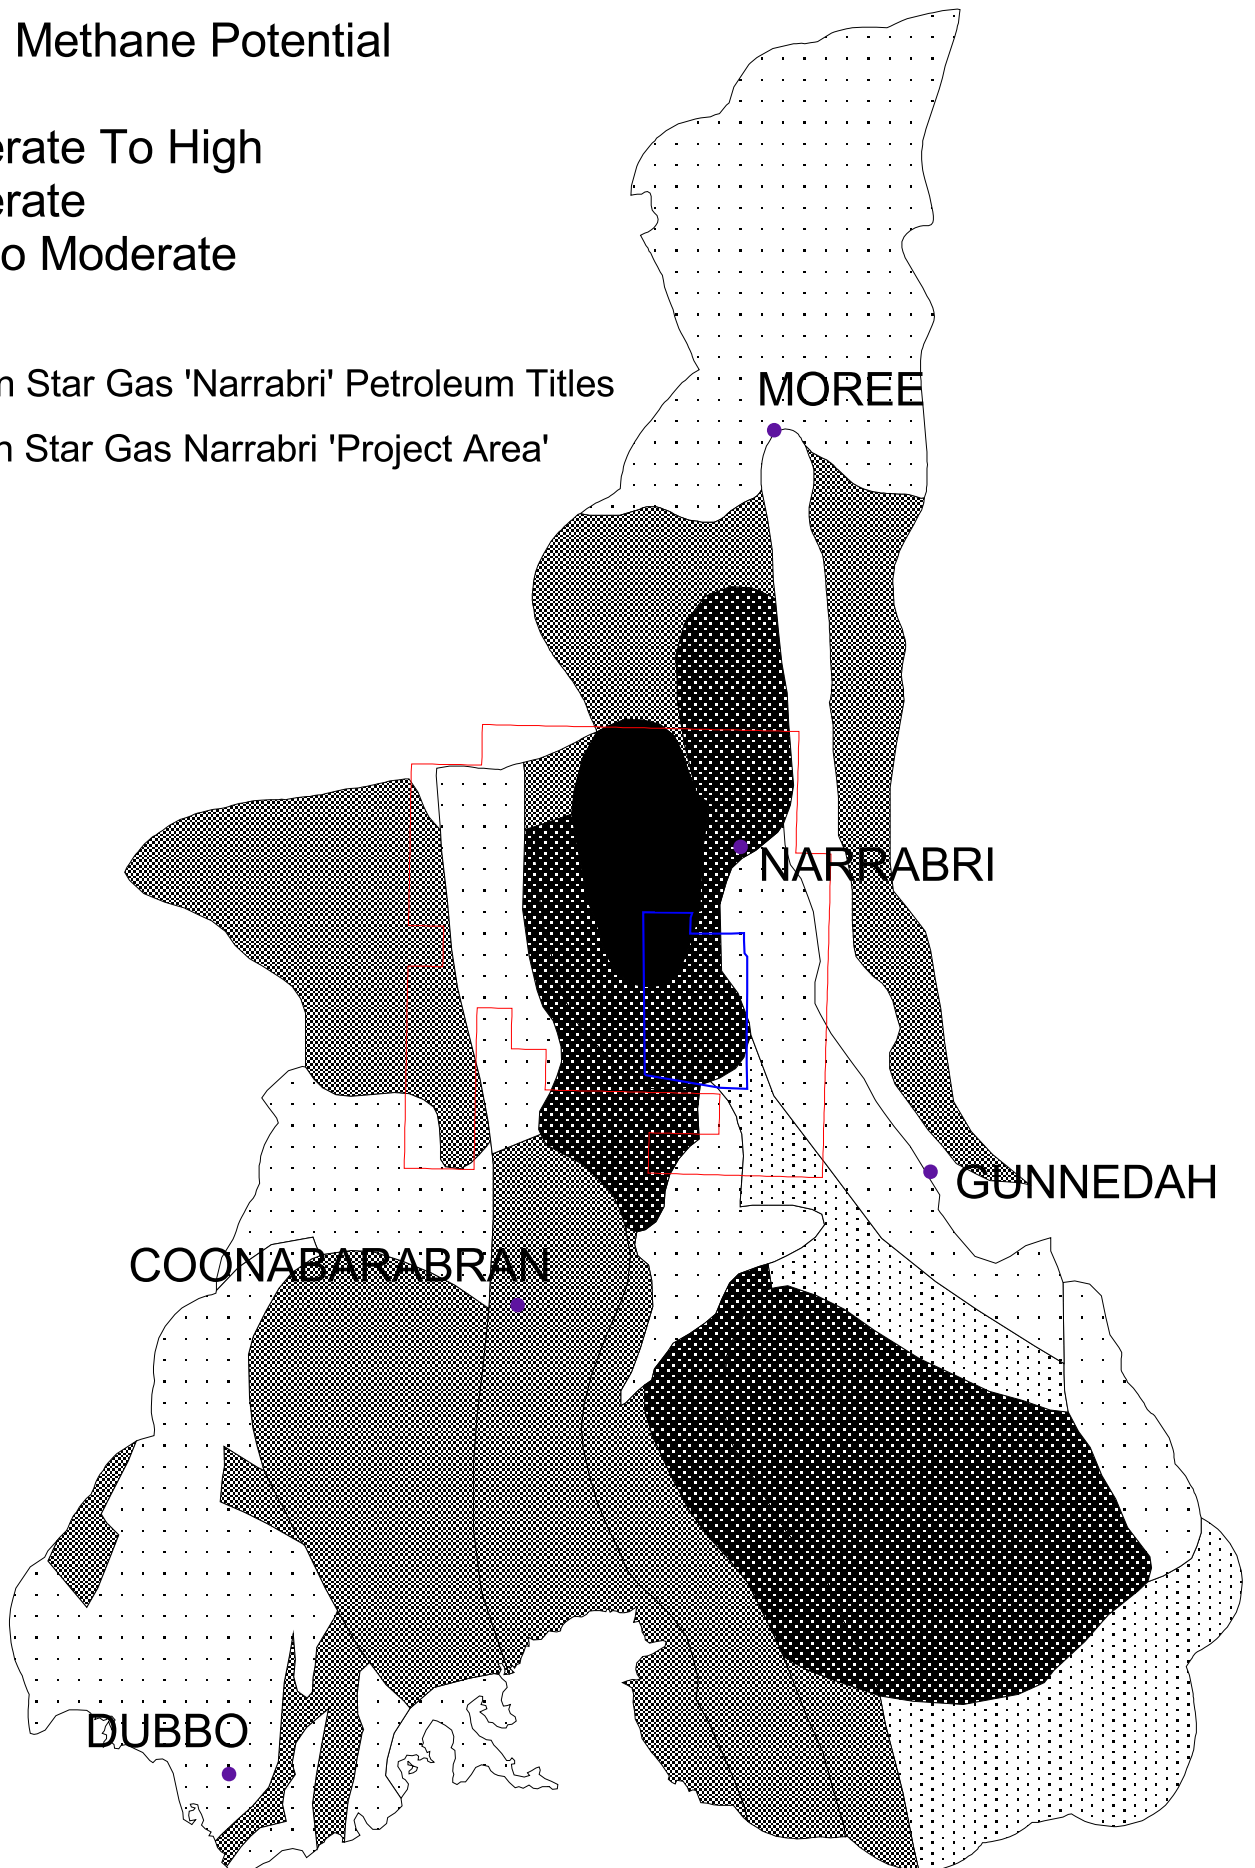 Methane Potential
erate To High
erate
o Moderate
n Star Gas 'Narrabri' Petroleum Titles
n Star Gas Narrabri 'Project Area'
MOREE
NARRABRI
GUNNEDAH
COONABARABRAN
DUBBO